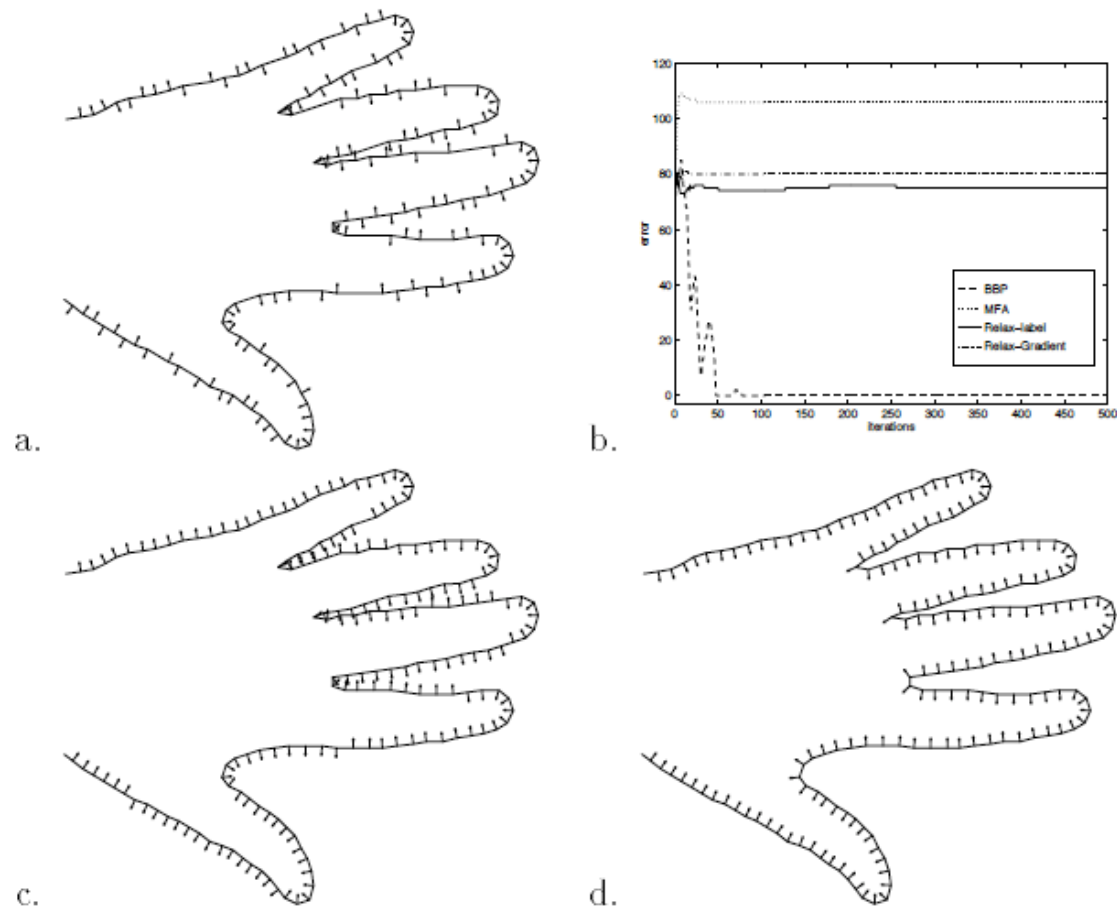 120
100
80
60
40
20
0
error
BBP
MFA
Relax-label
Relax-Gradient
0 50 100 150 200 250 300 350 400 450 500
iterations
a.
b.
c.
d.